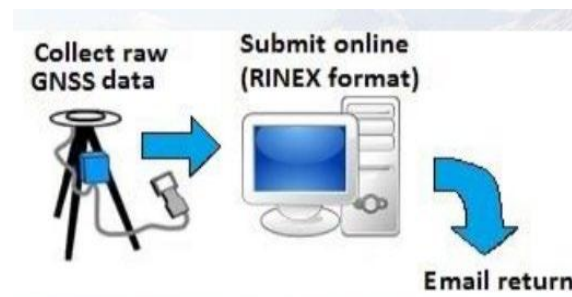 Collect raw
GNSS data
Submit online
(RINEX format)
Email return